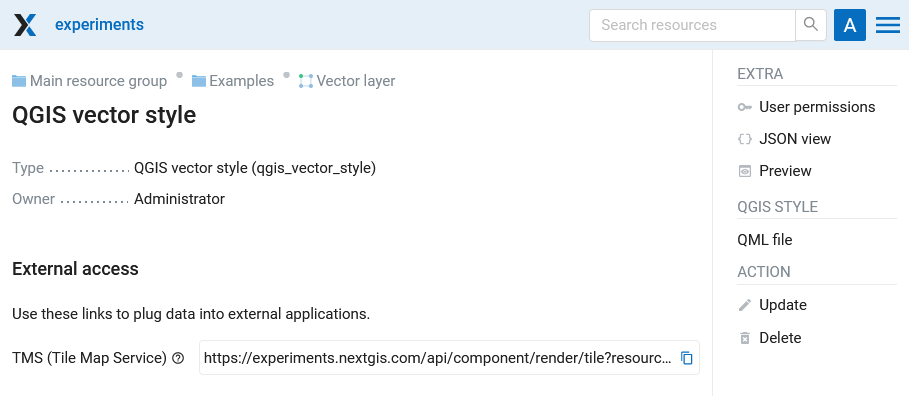 experiments
Search resources
A
Main resource group Examples Vector layer
QGIS vector style
Type ............. QGIS vector style (qgis_vector_style)
Owner ........... Administrator
External access
Use these links to plug data into external applications.
TMS (Tile Map Service) ? https://experiments.nextgis.com/api/component/render/tile?resourc...
EXTRA
User permissions
JSON view
Preview
QGIS STYLE
QML file
ACTION
Update
Delete